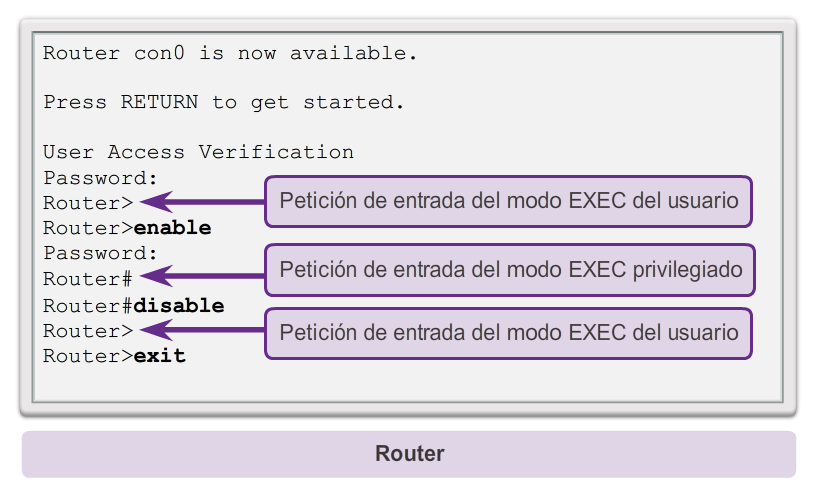 Router con0 is now available.
Press RETURN to get started.
User Access Verification
Password:
Router>
Petición de entrada del modo EXEC del usuario
Router>enable
Password:
Router#
Petición de entrada del modo EXEC privilegiado
Router#disable
Router>
Petición de entrada del modo EXEC del usuario
Router>exit
Router